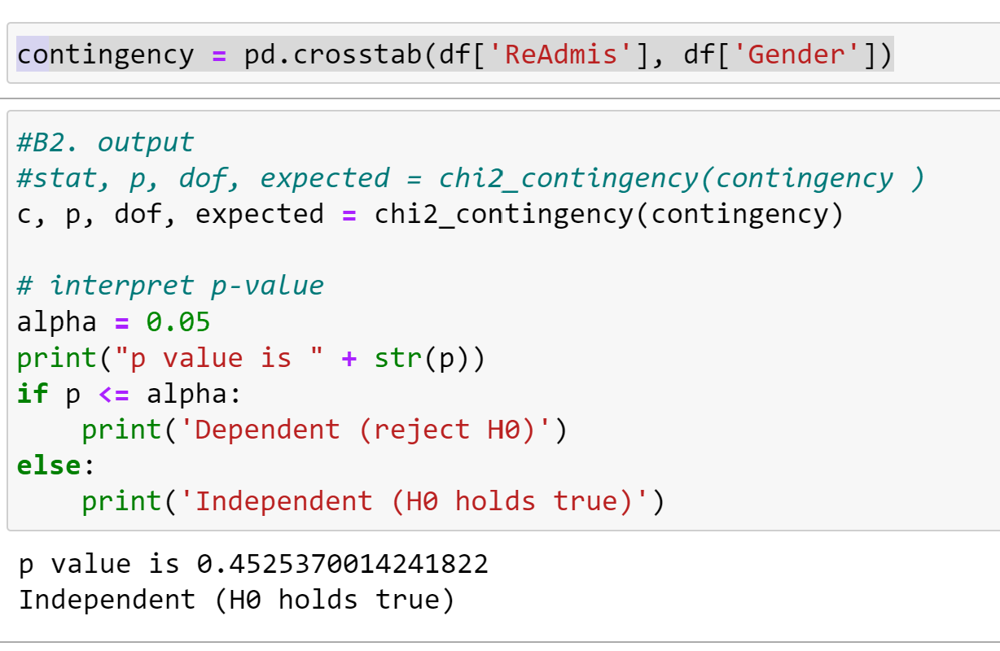 contingency = pd.crosstab(df['ReAdmis'], df['Gender'])
#B2. output
#stat, p, dof, expected = chi2_contingency(contingency )
c, p, dof, expected = chi2_contingency(contingency)
# interpret p-value
alpha = 0.05
print("p value is " + str(p))
if p <= alpha:
    print('Dependent (reject H0)')
else:
    print('Independent (H0 holds true)')
p value is 0.4525370014241822
Independent (H0 holds true)